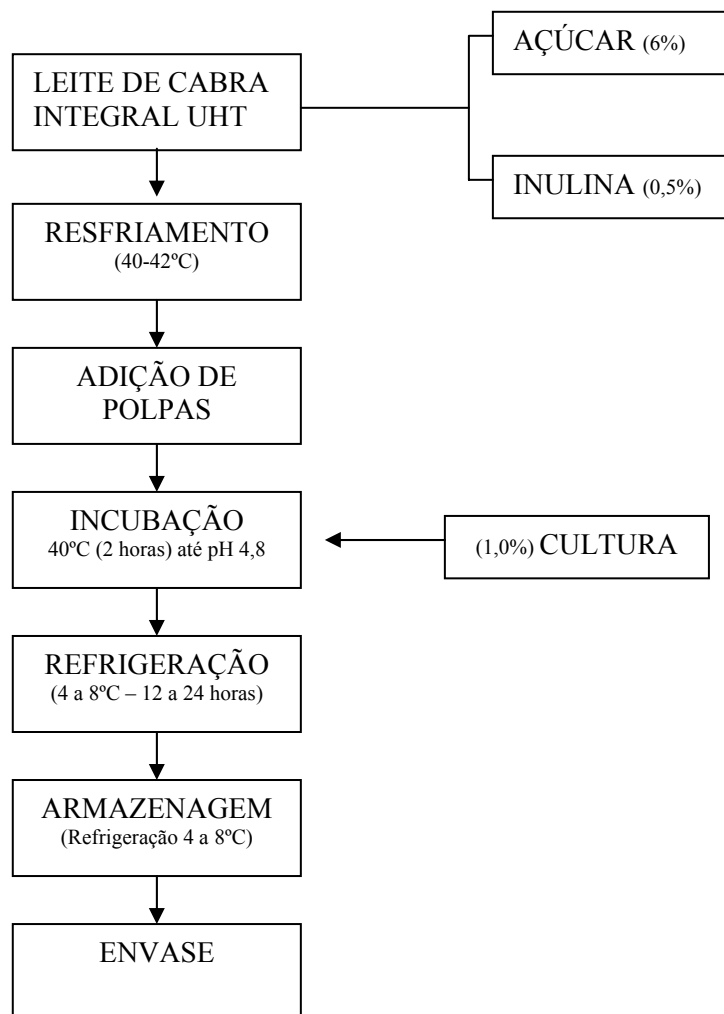 LEITE DE CABRA
INTEGRAL UHT
AÇÚCAR (6%)
INULINA (0,5%)
RESFRIAMENTO
(40-42ºC)
ADIÇÃO DE
POLPAS
INCUBAÇÃO
40ºC (2 horas) até pH 4,8
(1,0%) CULTURA
REFRIGERAÇÃO
(4 a 8ºC – 12 a 24 horas)
ARMAZENAGEM
(Refrigeração 4 a 8ºC)
ENVASE